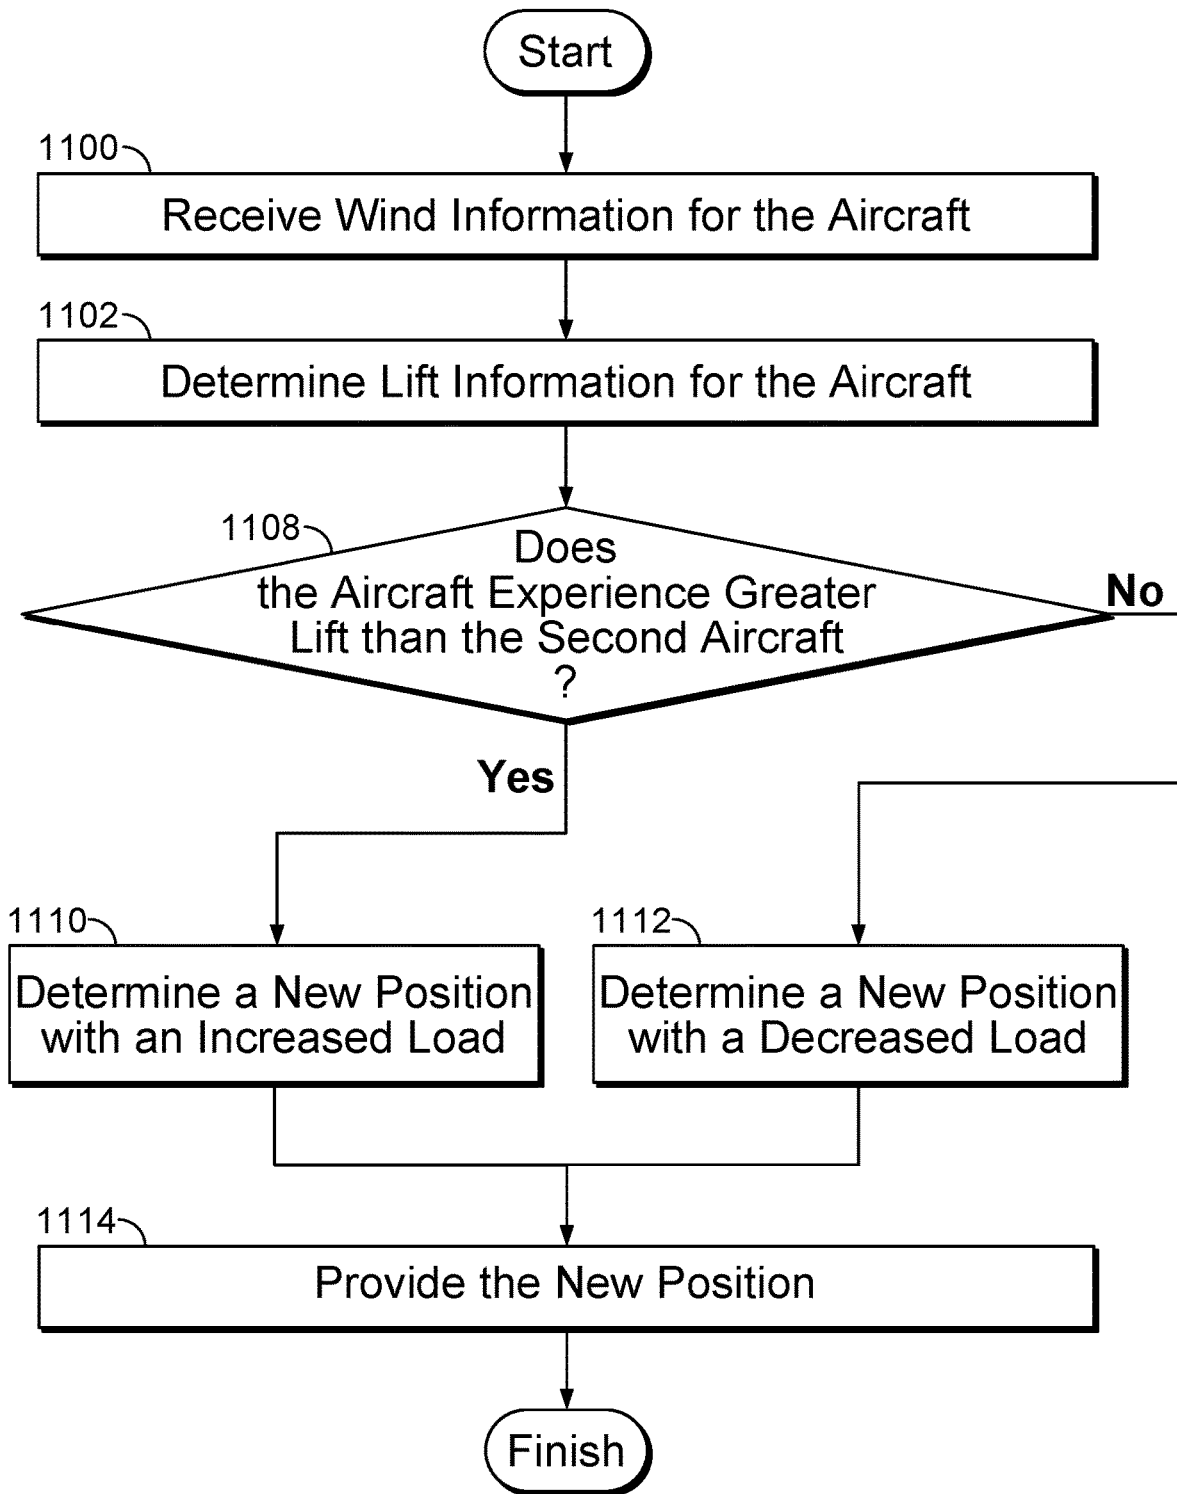 Start
1100
Receive Wind Information for the Aircraft
1102
Determine Lift Information for the Aircraft
1108
Does
the Aircraft Experience Greater
Lift than the Second Aircraft
?
No
Yes
1110
Determine a New Position
with an Increased Load
1112
Determine a New Position
with a Decreased Load
1114
Provide the New Position
Finish